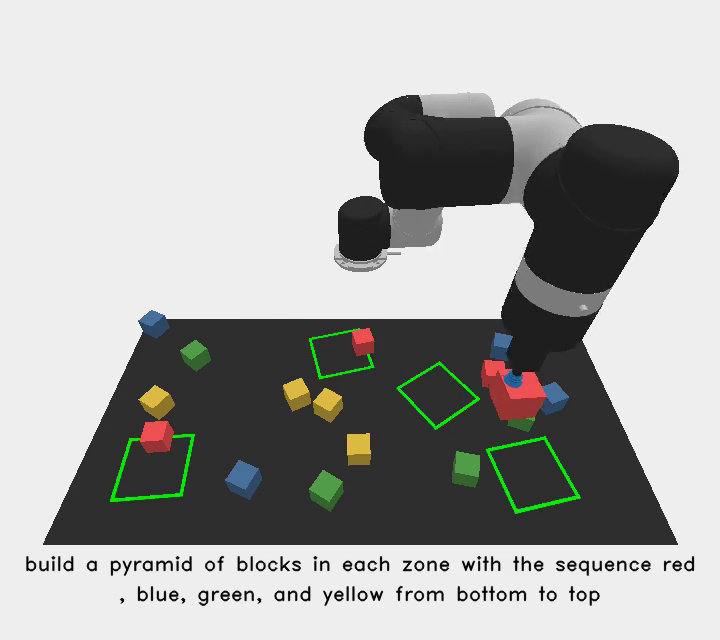 build a pyramid of blocks in each zone with the sequence red
, blue, green, and yellow from bottom to top